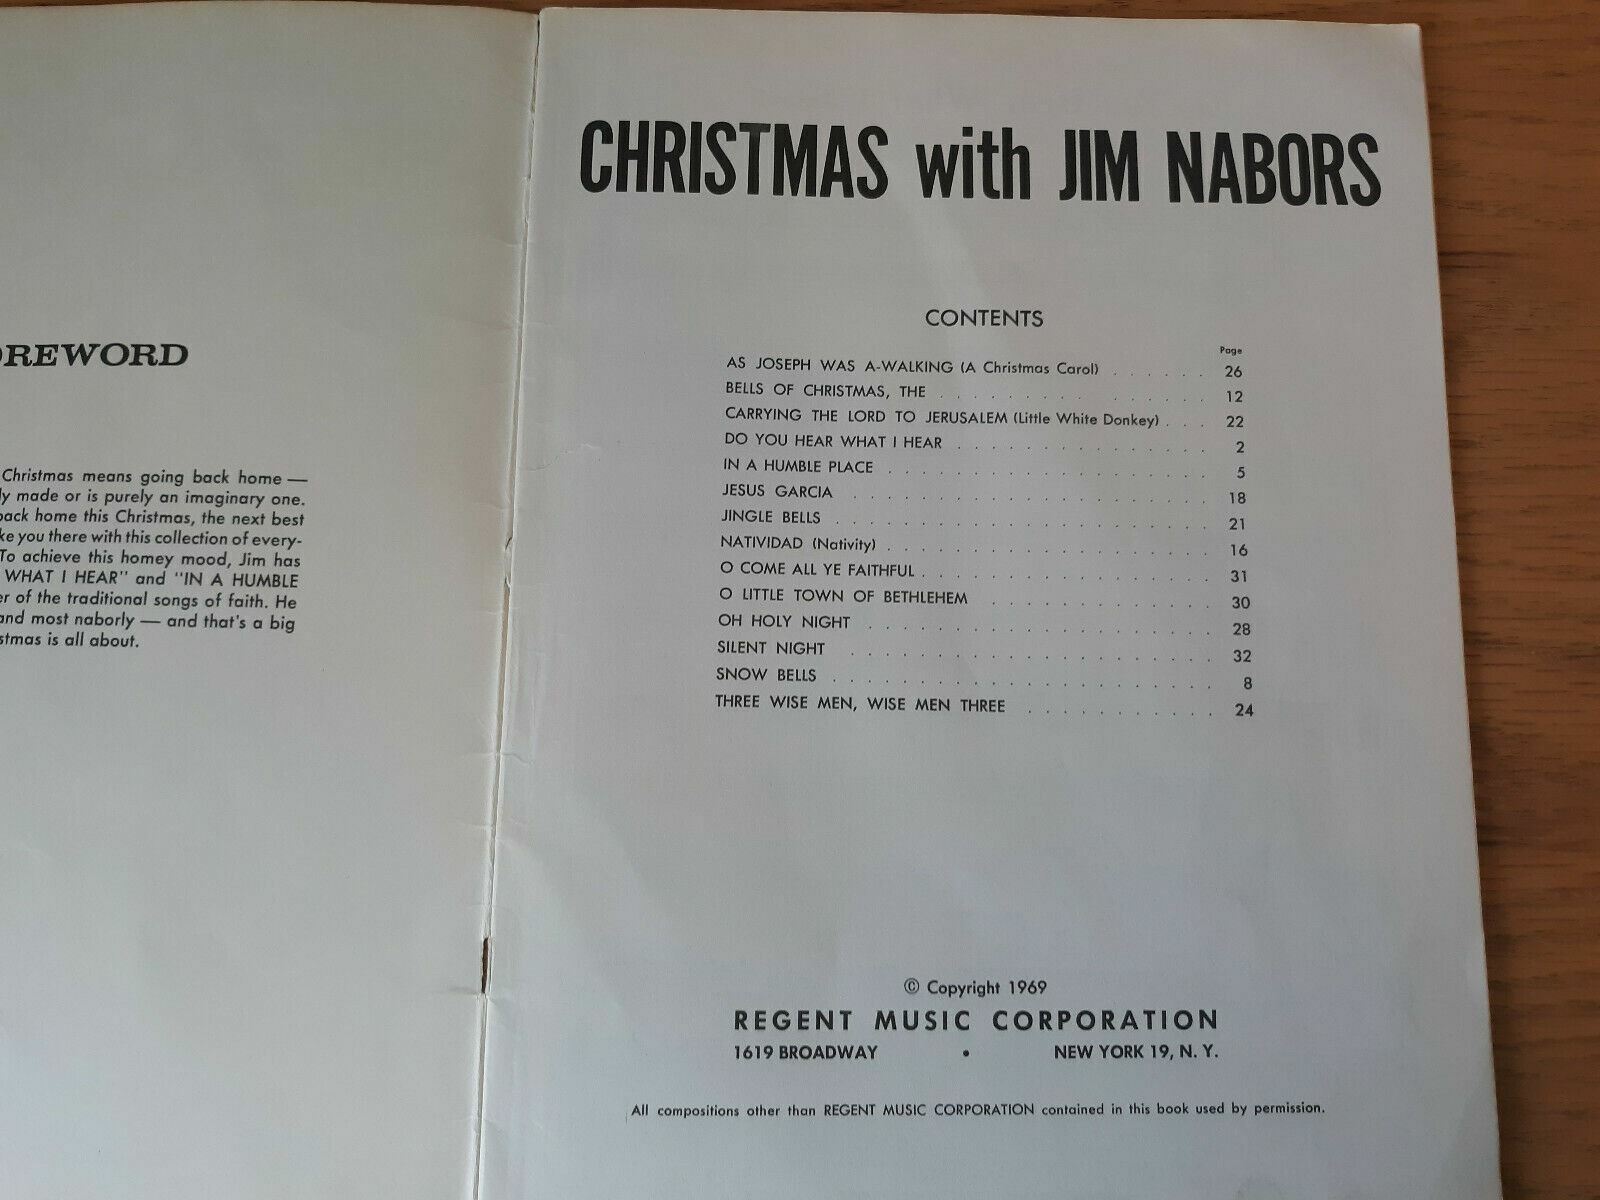 OREWORD
Christmas means going back home —
ly made or is purely an imaginary one.
back home this Christmas, the next best
ke you there with this collection of every-
To achieve this homey mood, Jim has
WHAT I HEAR" and "IN A HUMBLE
er of the traditional songs of faith. He
and most naborly — and that's a big
stmas is all about.
CHRISTMAS with JIM NABORS
CONTENTS
Page
AS JOSEPH WAS A-WALKING (A Christmas Carol) . . . . . . 26
BELLS OF CHRISTMAS, THE . . . . . . . . . . . . . . 12
CARRYING THE LORD TO JERUSALEM (Little White Donkey) . . . 22
DO YOU HEAR WHAT I HEAR . . . . . . . . . . . . . . 2
IN A HUMBLE PLACE . . . . . . . . . . . . . . . . . . 5
JESUS GARCIA . . . . . . . . . . . . . . . . . . . . 18
JINGLE BELLS . . . . . . . . . . . . . . . . . . . . . 21
NATIVIDAD (Nativity) . . . . . . . . . . . . . . . . . . 16
O COME ALL YE FAITHFUL . . . . . . . . . . . . . . . . 31
O LITTLE TOWN OF BETHLEHEM . . . . . . . . . . . . . 30
OH HOLY NIGHT . . . . . . . . . . . . . . . . . . . . 28
SILENT NIGHT . . . . . . . . . . . . . . . . . . . . . 32
SNOW BELLS . . . . . . . . . . . . . . . . . . . . . . 8
THREE WISE MEN, WISE MEN THREE . . . . . . . . . . . 24
© Copyright 1969
REGENT MUSIC CORPORATION
1619 BROADWAY • NEW YORK 19, N. Y.
All compositions other than REGENT MUSIC CORPORATION contained in this book used by permission.